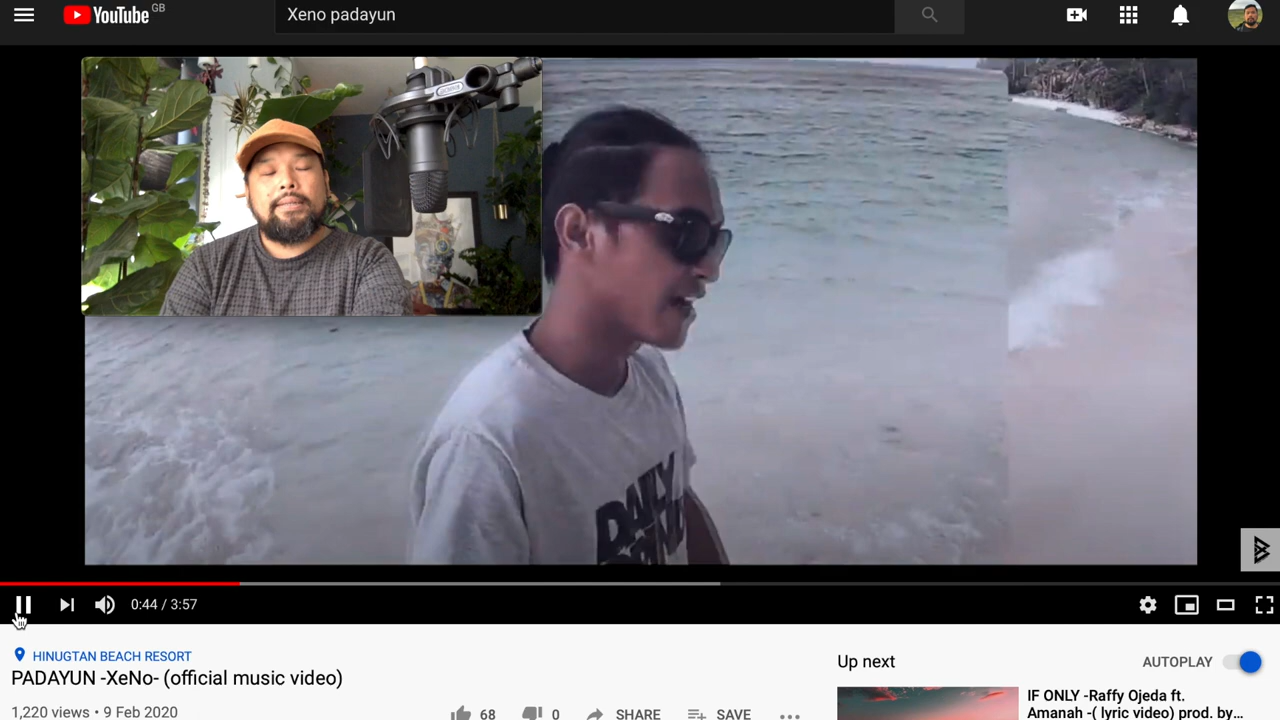 YouTube GB
Xeno padayun
DAILY
0:44 / 3:57
HINUGTAN BEACH RESORT
PADAYUN -XeNo- (official music video)
1,220 views • 9 Feb 2020
68
0
SHARE
SAVE
Up next
AUTOPLAY
IF ONLY -Raffy Ojeda ft.
Amanah -( lyric video) prod. by...